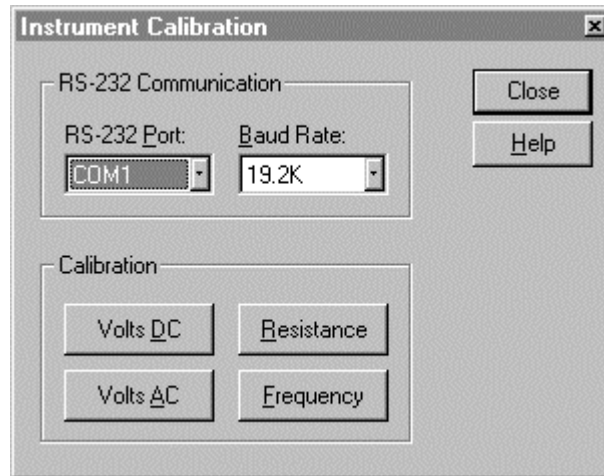 Instrument Calibration
RS-232 Communication
RS-232 Port:
Baud Rate:
COM1
19.2K
Close
Help
Calibration
Volts DC
Resistance
Volts AC
Frequency